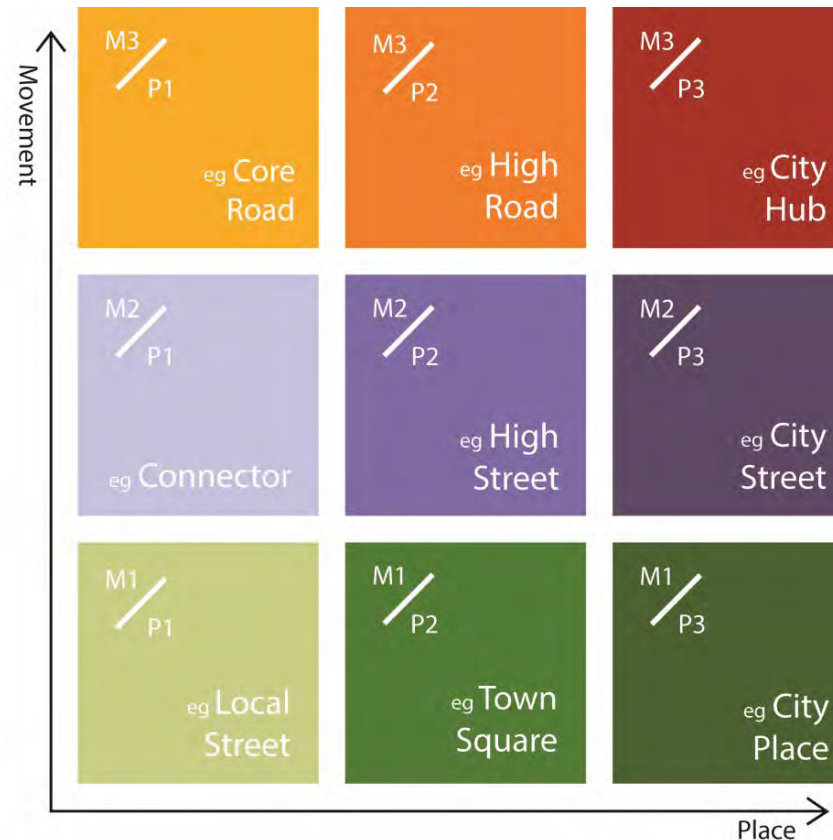 Movement
M3
P1
eg Core
Road
M3
P2
eg High
Road
M3
P3
eg City
Hub
M2
P1
eg Connector
M2
P2
eg High
Street
M2
P3
eg City
Street
M1
P1
eg Local
Street
M1
P2
eg Town
Square
M1
P3
eg City
Place
Place